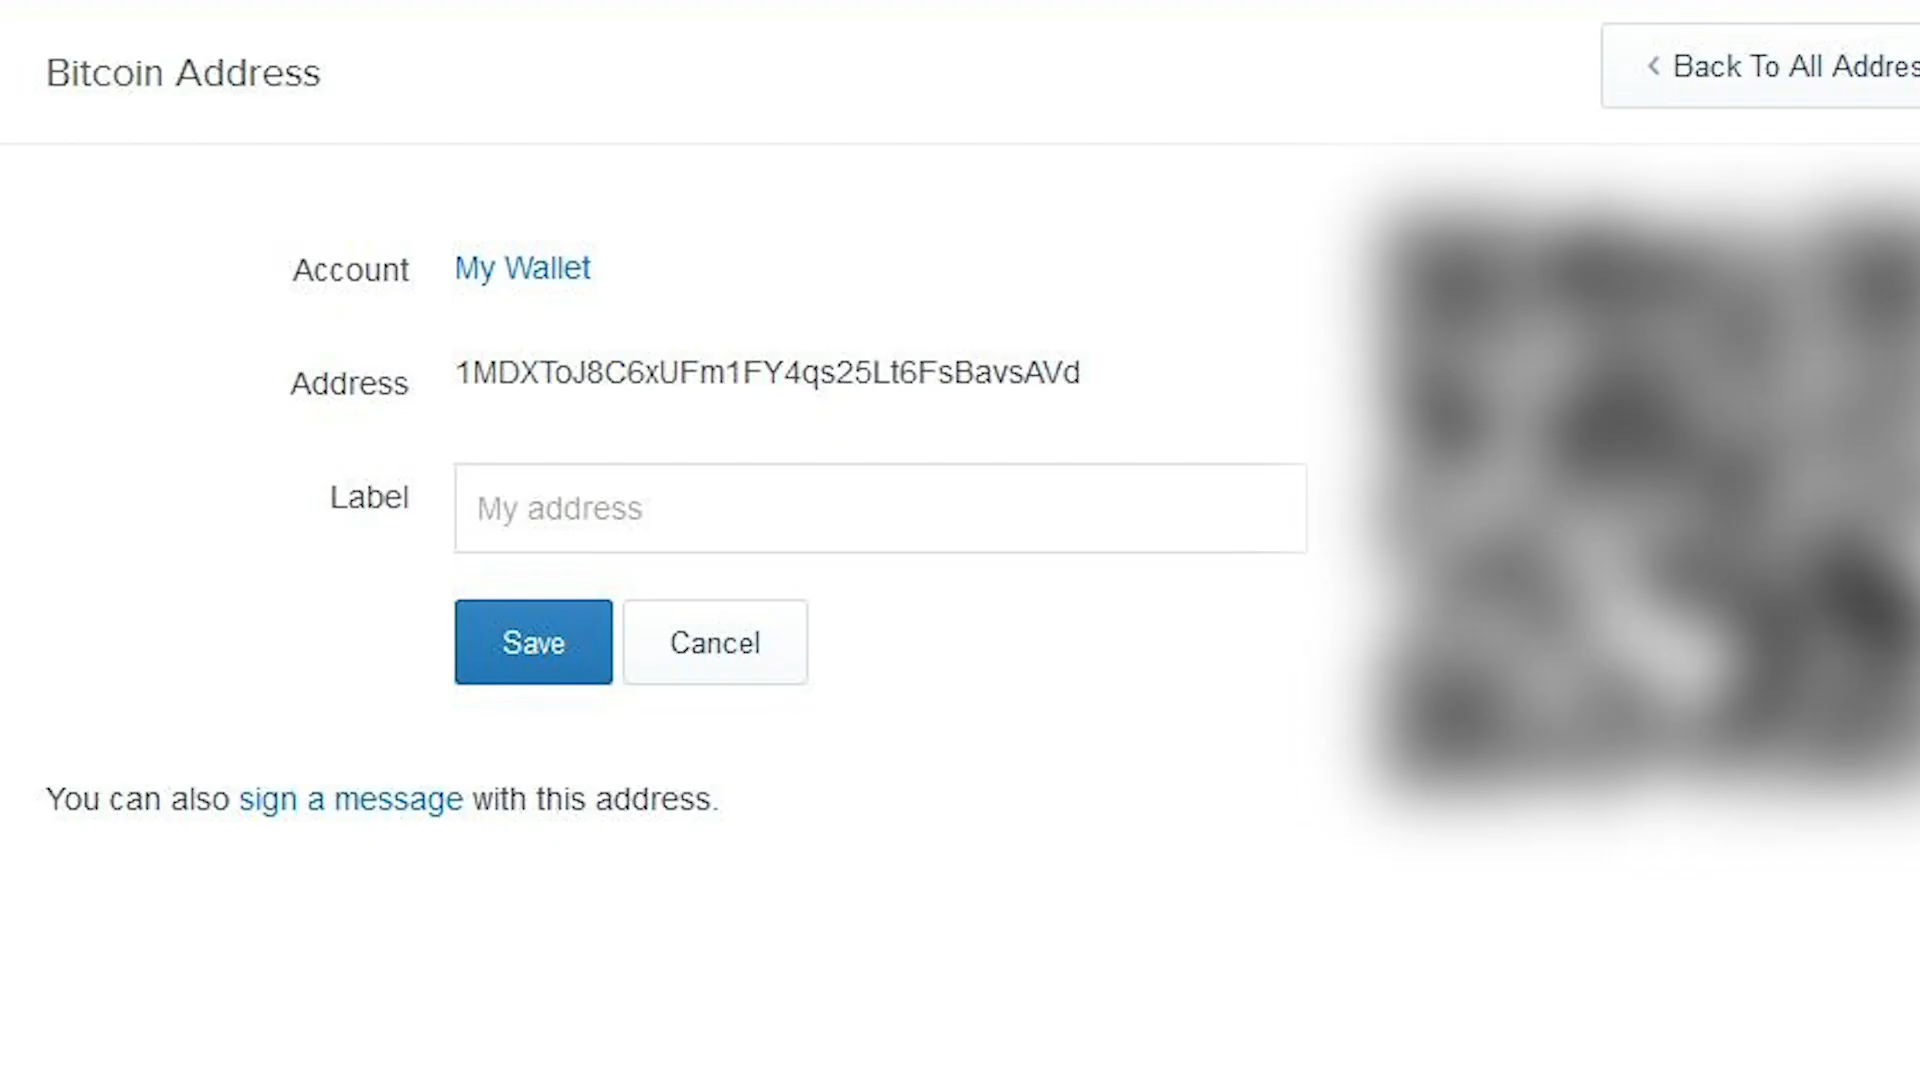 Bitcoin Address
< Back To All Addres
Account My Wallet
Address 1MDXToJ8C6xUFm1FY4qs25Lt6FsBavsAVd
Label My address
Save Cancel
You can also sign a message with this address.